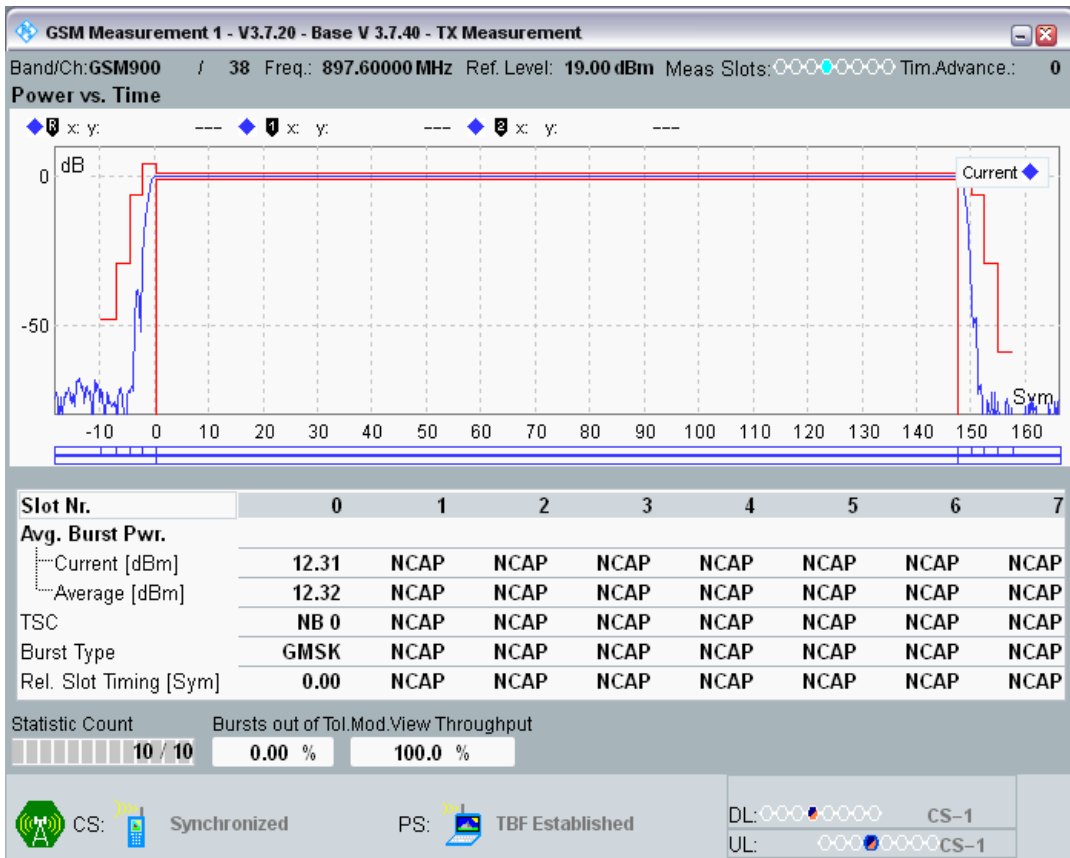 GSM Measurement 1 - V3.7.20 - Base V 3.7.40 - TX Measurement
Band/Ch:GSM900 / 38 Freq.: 897.60000 MHz Ref. Level: 19.00 dBm Meas Slots: Tim.Advance.: 0
Power vs. Time
R x: y: --- 1 x: y: --- 2 x: y: ---
dB
Current
0
-50
Sym
-10 0 10 20 30 40 50 60 70 80 90 100 110 120 130 140 150 160
Slot Nr. 0 1 2 3 4 5 6 7
Avg. Burst Pwr.
Current [dBm] 12.31 NCAP NCAP NCAP NCAP NCAP NCAP NCAP
Average [dBm] 12.32 NCAP NCAP NCAP NCAP NCAP NCAP NCAP
TSC NB 0 NCAP NCAP NCAP NCAP NCAP NCAP NCAP
Burst Type GMSK NCAP NCAP NCAP NCAP NCAP NCAP NCAP
Rel. Slot Timing [Sym] 0.00 NCAP NCAP NCAP NCAP NCAP NCAP NCAP
Statistic Count Bursts out of Tol.Mod.View Throughput
10 / 10 0.00 % 100.0 %
CS: Synchronized PS: TBF Established
DL: CS-1
UL: CS-1